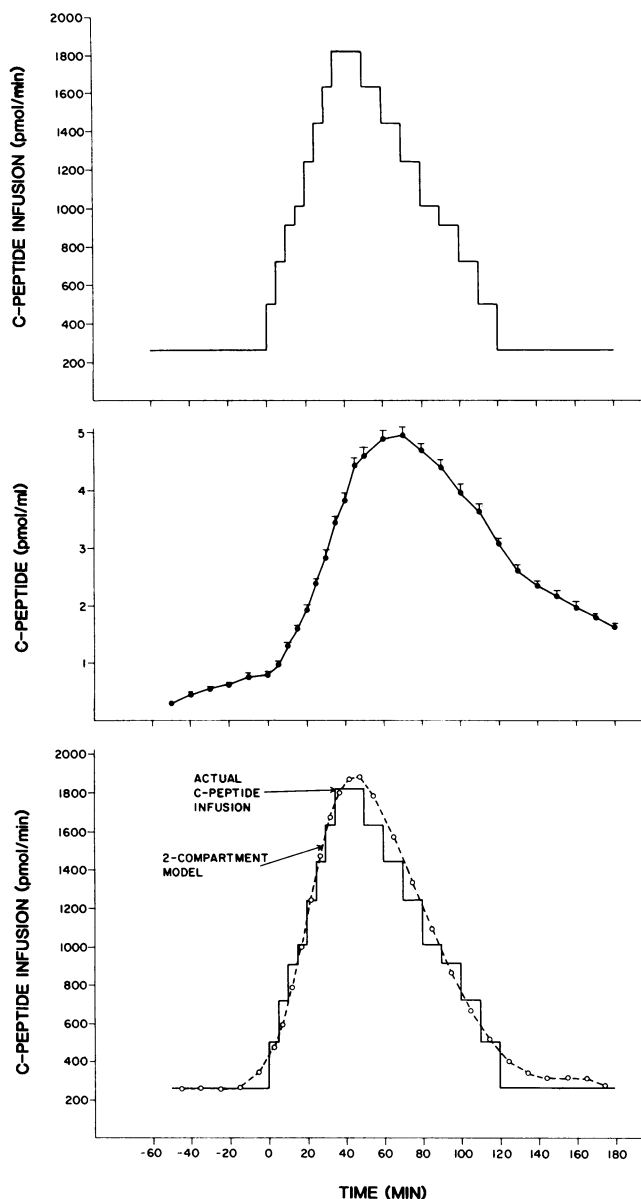 C-PEPTIDE INFUSION (pmol/min)
2000
1800
1600
1400
1200
1000
800
600
400
200
C-PEPTIDE (pmol/ml)
5
4
3
2
1
C-PEPTIDE INFUSION (pmol/min)
2000
1800
1600
1400
1200
1000
800
600
400
200
ACTUAL
C-PEPTIDE
INFUSION
2-COMPARTMENT
MODEL
-60 -40 -20 0 20 40 60 80 100 120 140 160 180
TIME (MIN)